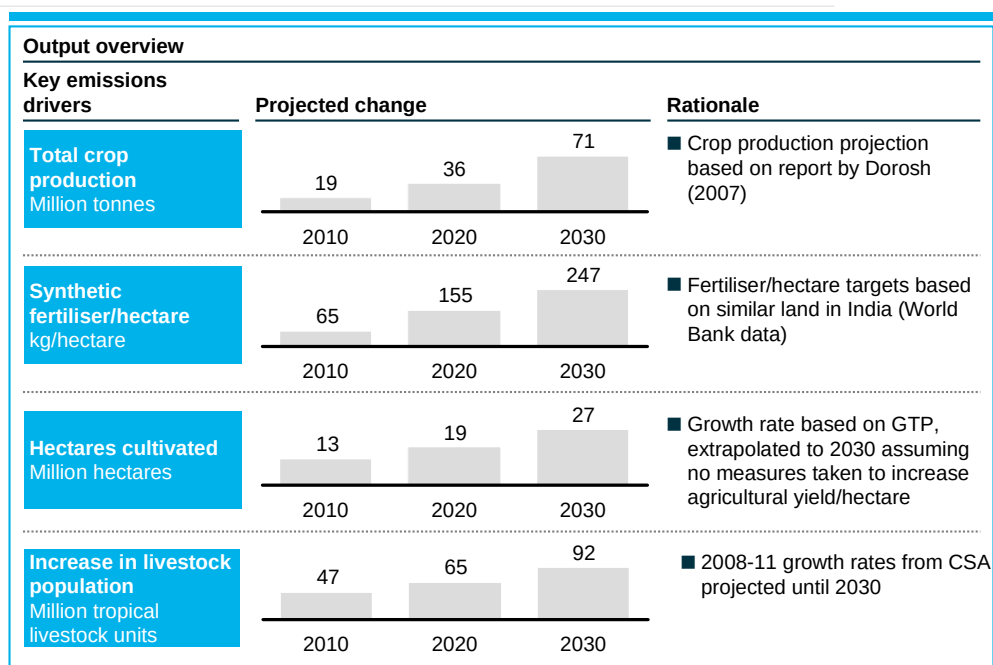 Output overview
Key emissions
drivers
Projected change
Rationale
Total crop
production
Million tonnes
19
36
71
2010
2020
2030
■ Crop production projection
based on report by Dorosh
(2007)
Synthetic
fertiliser/hectare
kg/hectare
65
155
247
2010
2020
2030
■ Fertiliser/hectare targets based
on similar land in India (World
Bank data)
Hectares cultivated
Million hectares
13
19
27
2010
2020
2030
■ Growth rate based on GTP,
extrapolated to 2030 assuming
no measures taken to increase
agricultural yield/hectare
Increase in livestock
population
Million tropical
livestock units
47
65
92
2010
2020
2030
■ 2008-11 growth rates from CSA
projected until 2030